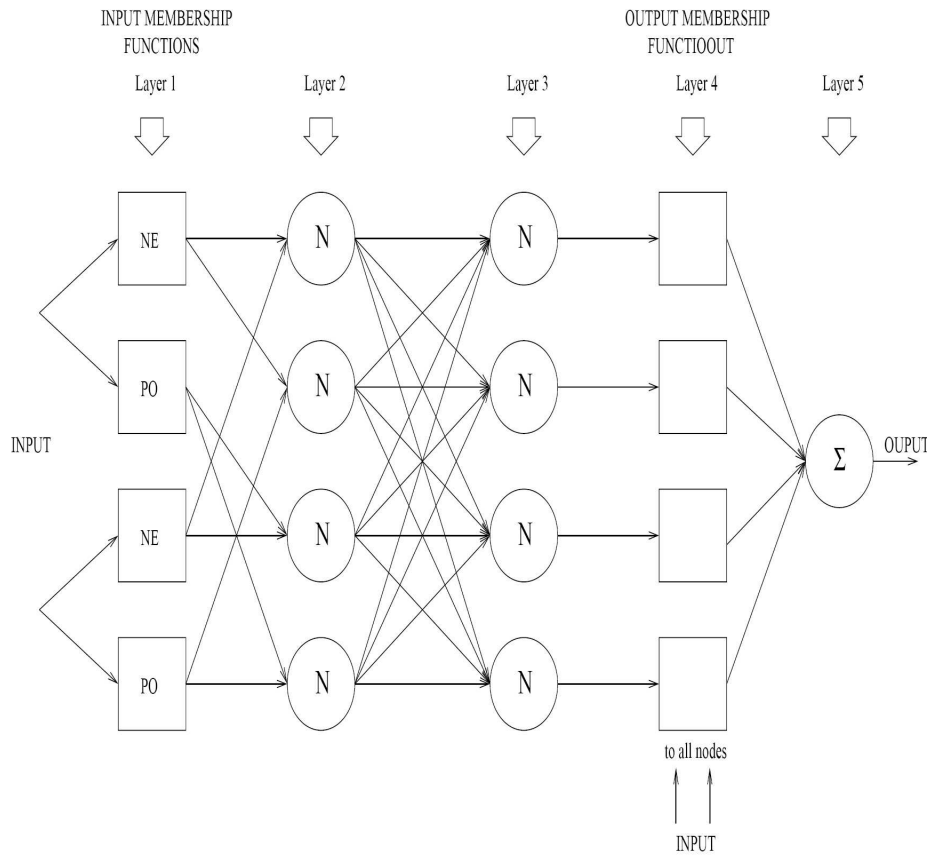 INPUT MEMBERSHIP
FUNCTIONS
OUTPUT MEMBERSHIP
FUNCTIOOUT
Layer 1
Layer 2
Layer 3
Layer 4
Layer 5
NE
N
N
PO
N
N
INPUT
Σ
OUPUT
NE
N
N
PO
N
N
to all nodes
INPUT